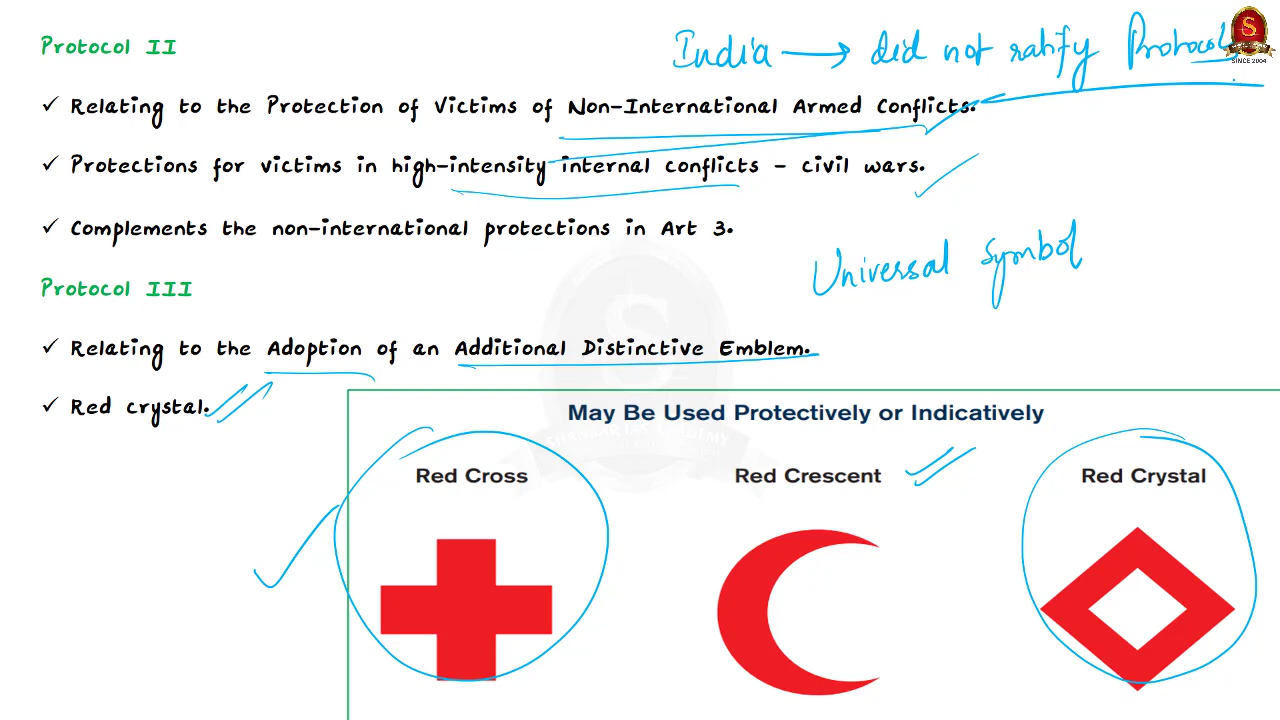 Protocol II
India → did not ratify Protocols
S
SINCE 2004
✓ Relating to the Protection of Victims of Non-International Armed Conflicts.
✓ Protections for victims in high-intensity internal conflicts - civil wars.
✓ Complements the non-international protections in Art 3.
Universal symbol
Protocol III
✓ Relating to the Adoption of an Additional Distinctive Emblem.
✓ Red crystal.
May Be Used Protectively or Indicatively
Red Cross
Red Crescent
Red Crystal